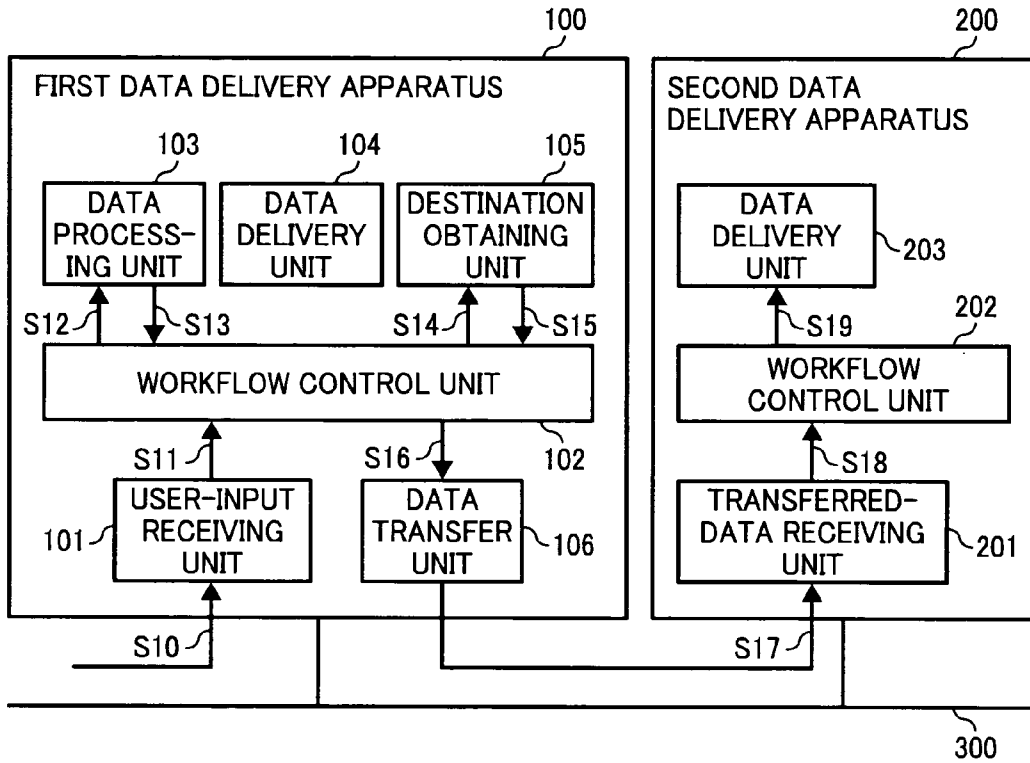 100
200
FIRST DATA DELIVERY APPARATUS
SECOND DATA
DELIVERY APPARATUS
103
104
105
DATA
PROCESS-
ING UNIT
DATA
DELIVERY
UNIT
DESTINATION
OBTAINING
UNIT
DATA
DELIVERY
UNIT
203
S12
S13
S14
S15
S19
202
WORKFLOW CONTROL UNIT
WORKFLOW
CONTROL UNIT
S11
S16
102
S18
USER-INPUT
RECEIVING
UNIT
101
DATA
TRANSFER
UNIT
106
TRANSFERRED-
DATA RECEIVING
UNIT
201
S10
S17
300